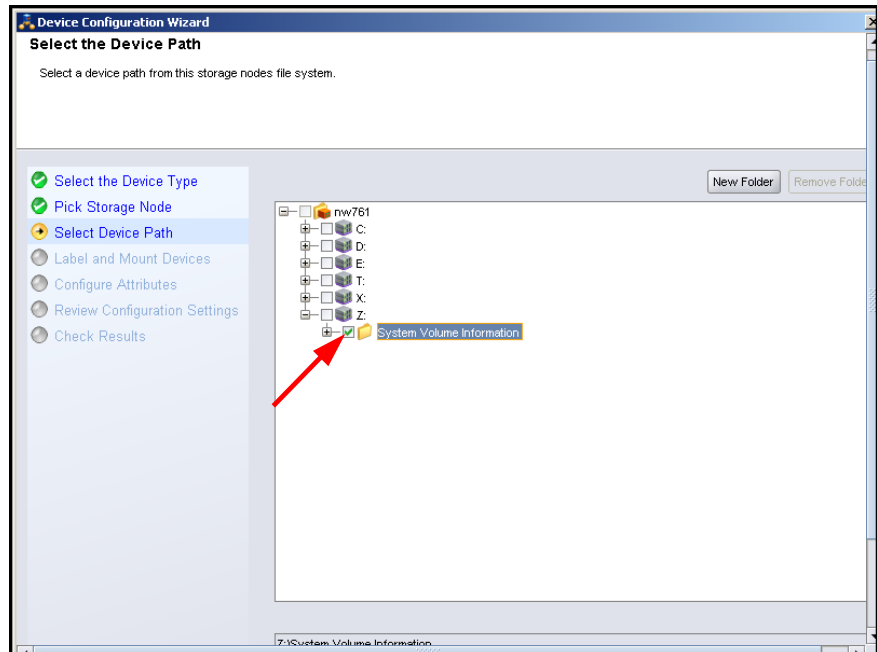 Device Configuration Wizard
Select the Device Path
Select a device path from this storage nodes file system.
Select the Device Type
Pick Storage Node
Select Device Path
Label and Mount Devices
Configure Attributes
Review Configuration Settings
Check Results
New Folder
Remove Folde
nw761
C:
D:
E:
T:
X:
Z:
System Volume Information
Z:\System Volume Information